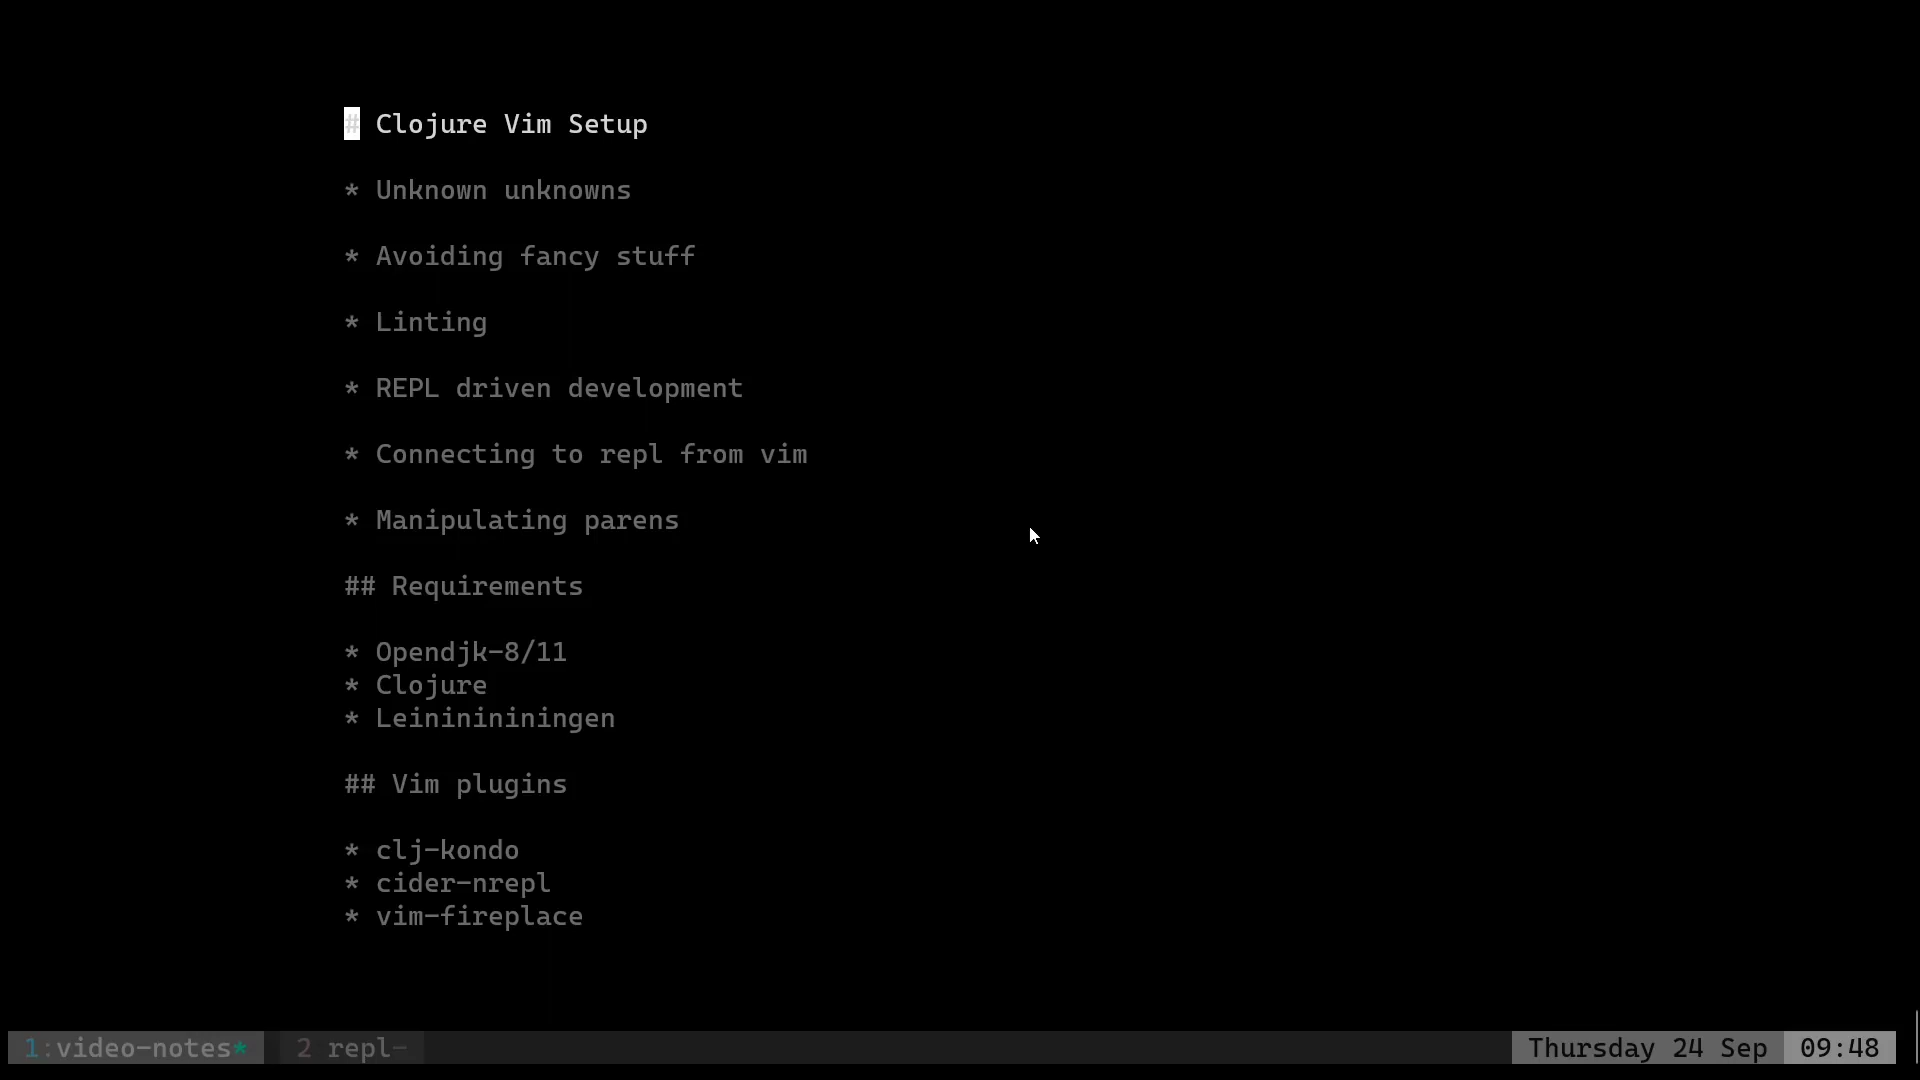 # Clojure Vim Setup
* Unknown unknowns
* Avoiding fancy stuff
* Linting
* REPL driven development
* Connecting to repl from vim
* Manipulating parens
## Requirements
* Opendjk-8/11
* Clojure
* Leinininininingen
## Vim plugins
* clj-kondo
* cider-nrepl
* vim-fireplace
1:video-notes* 2 repl- Thursday 24 Sep 09:48